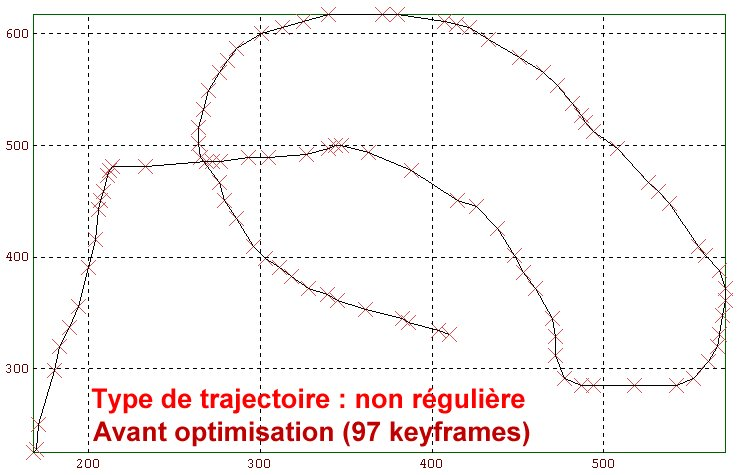 600
500
400
300
Type de trajectoire : non régulière
Avant optimisation (97 keyframes)
200 300 400 500